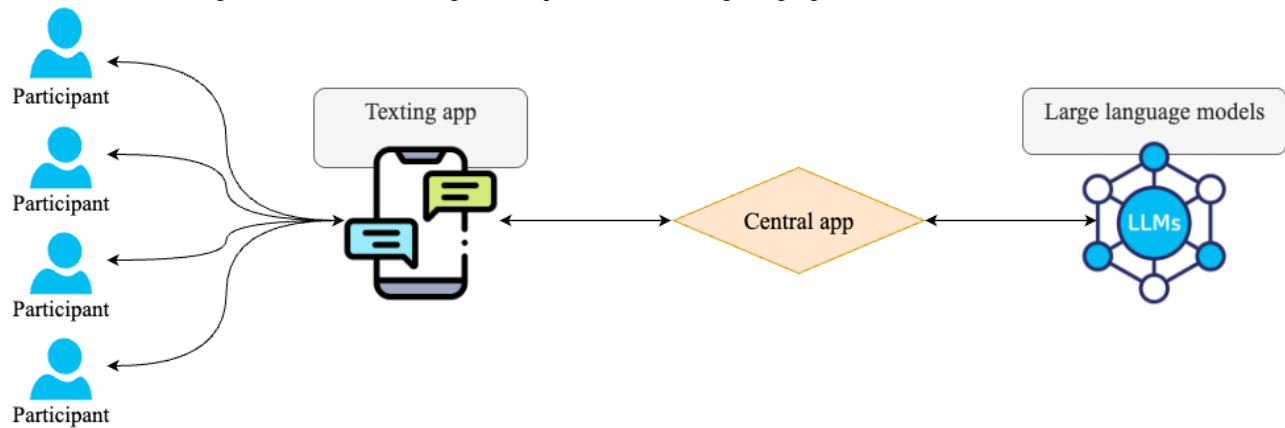 Participant
Texting app
Large language models
Participant
Central app
LLMs
Participant
Participant